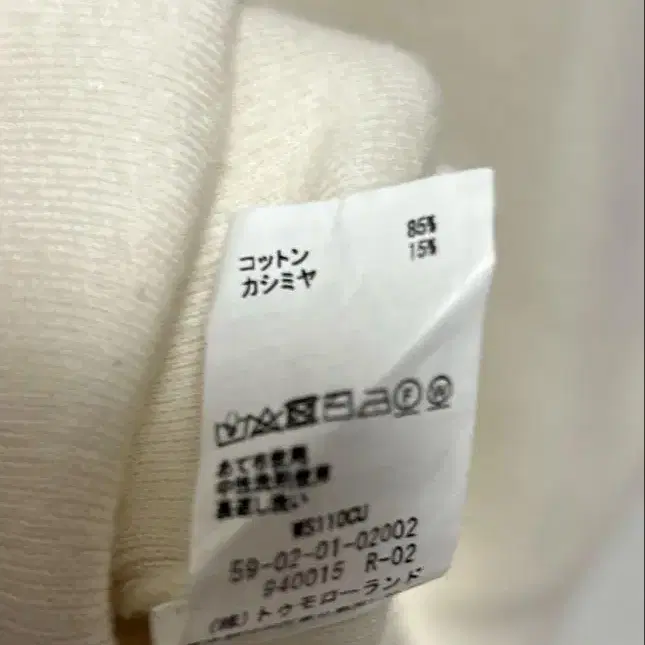 コットン 85%
カシミヤ 15%
F W
あて布使用
中性洗剤使用
裏返し洗い
WS110CU
59-02-01-02002
940015 R-02
(株)トゥモローランド